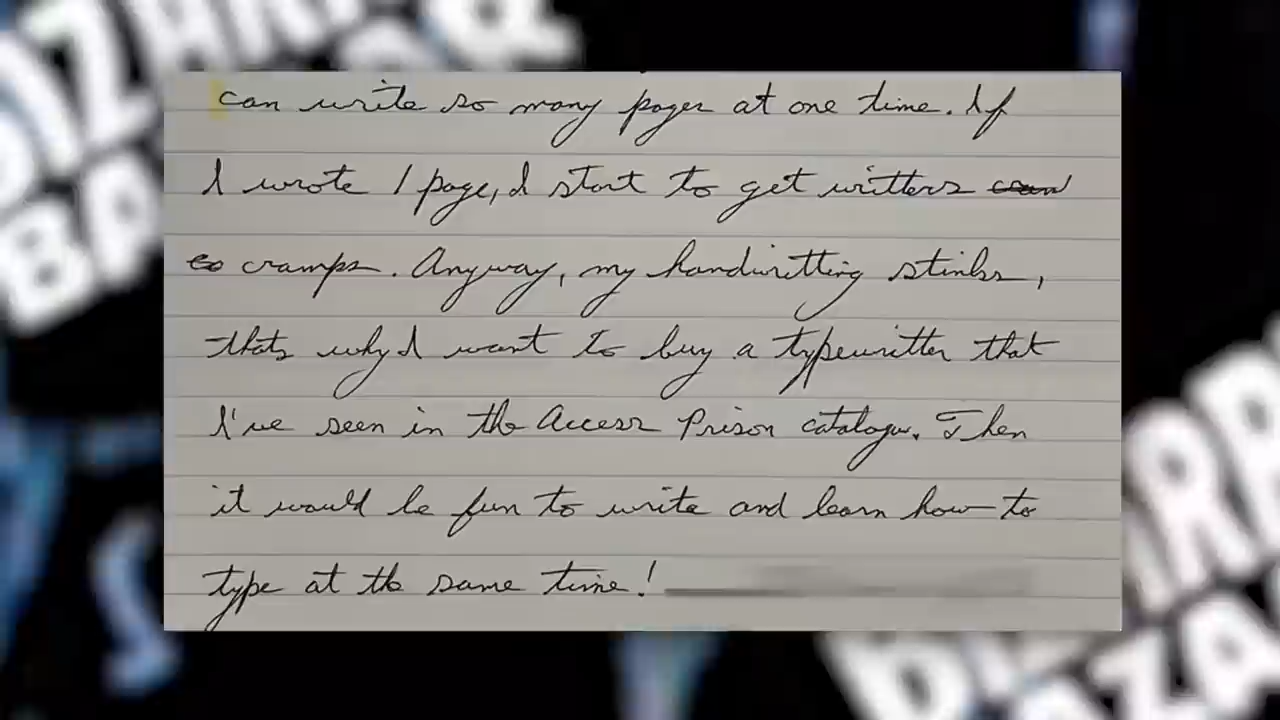 can write so many pages at one time. If
I wrote 1 page, I start to get writters
cramps. Anyway, my handwritting stinks,
thats why I want to buy a typewritter that
I've seen in the Access Prison catalogue. Then
it would be fun to write and learn how to
type at the same time!